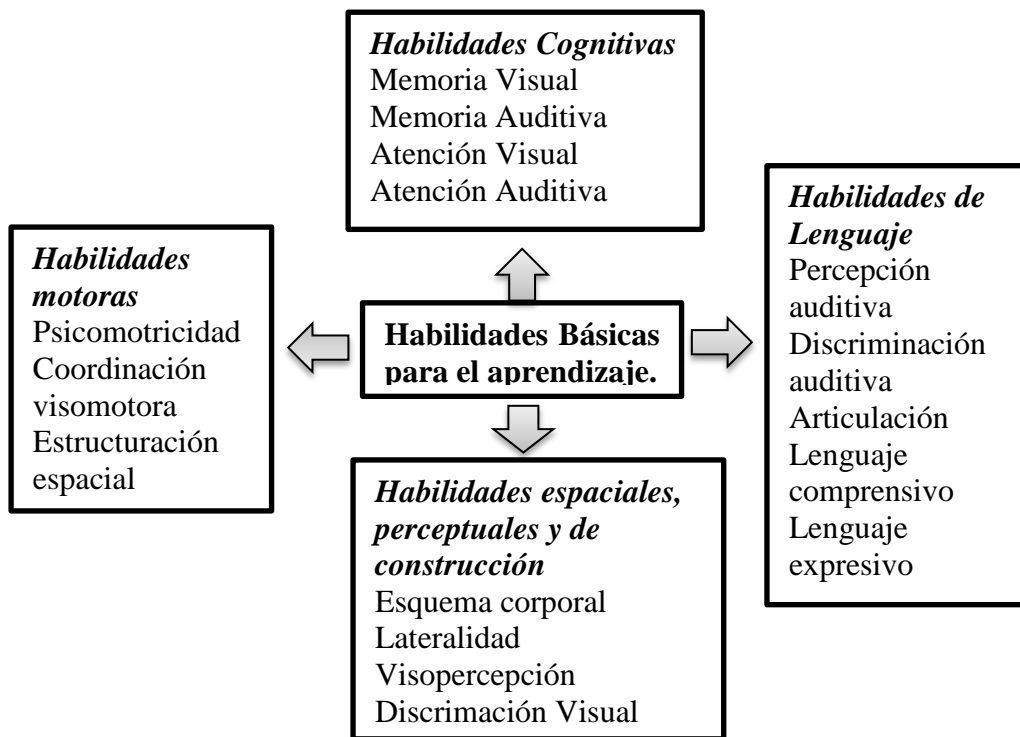 Habilidades Cognitivas
Memoria Visual
Memoria Auditiva
Atención Visual
Atención Auditiva
Habilidades
motoras
Psicomotricidad
Coordinación
visomotora
Estructuración
espacial
Habilidades Básicas
para el aprendizaje.
Habilidades de
Lenguaje
Percepción
auditiva
Discriminación
auditiva
Articulación
Lenguaje
comprensivo
Lenguaje
expresivo
Habilidades espaciales,
perceptuales y de
construcción
Esquema corporal
Lateralidad
Visopercepción
Discrimación Visual